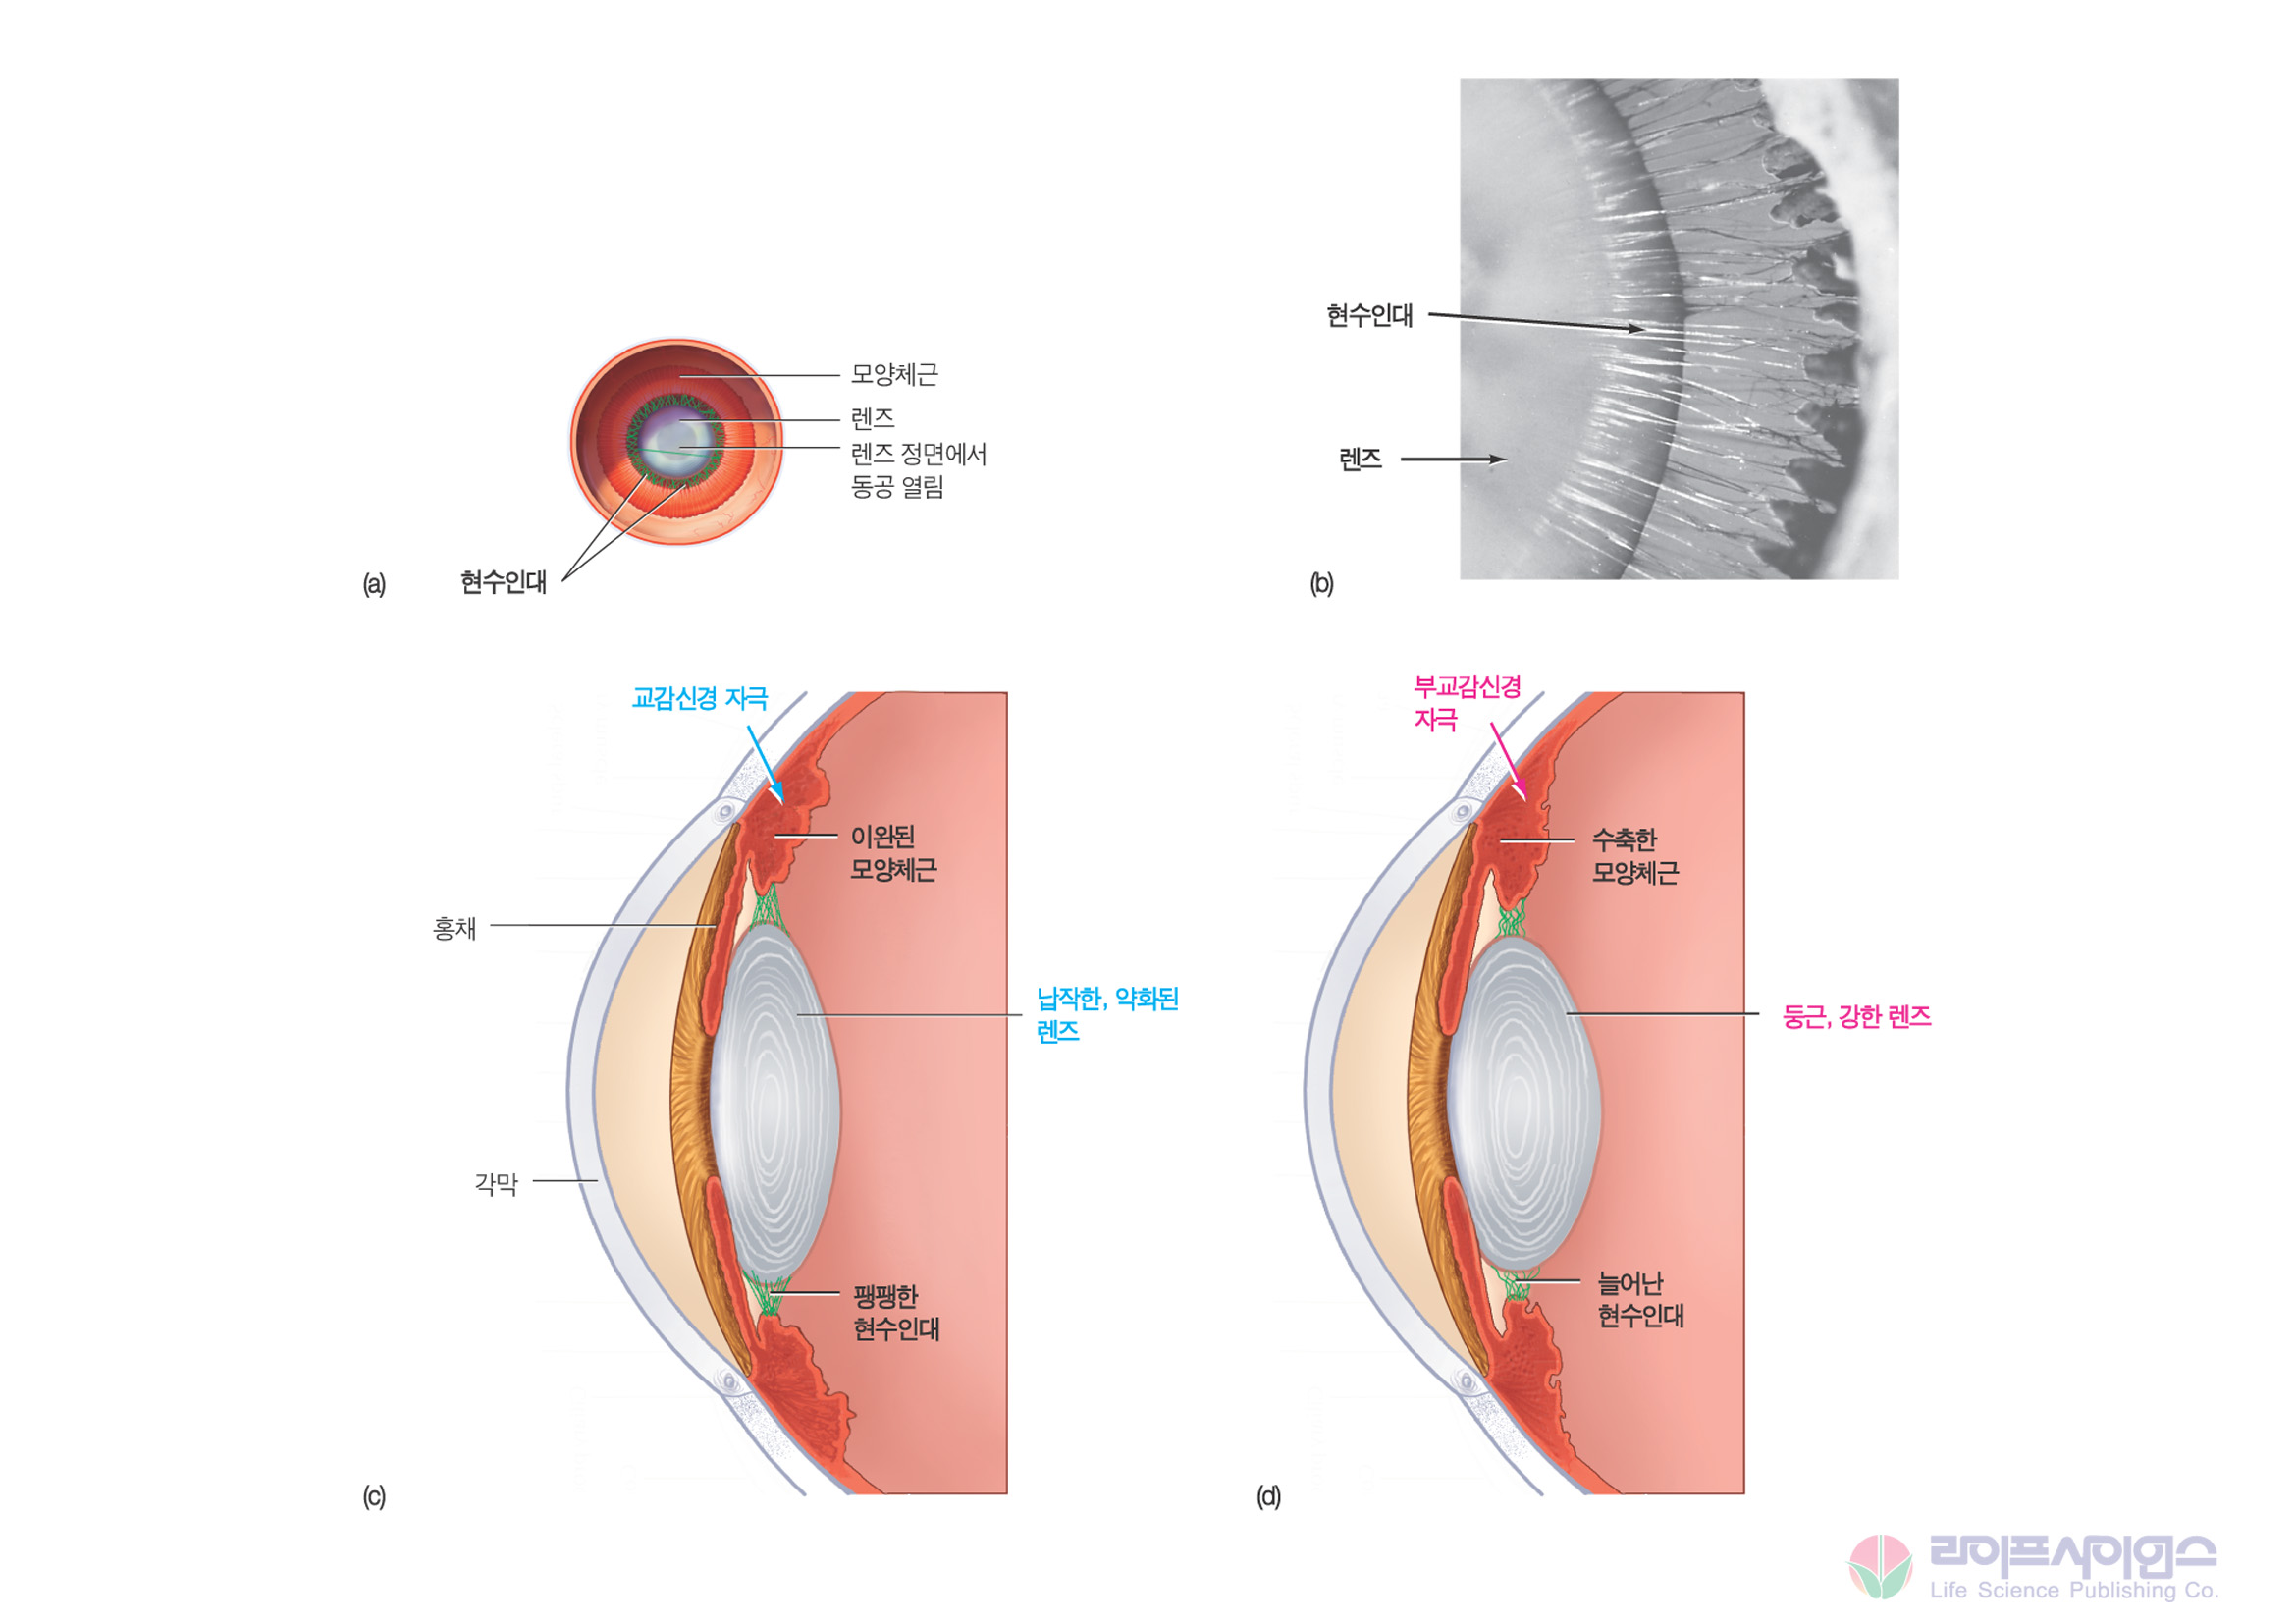 모양체근
렌즈
렌즈 정면에서
동공 열림
현수인대
(a)
현수인대
렌즈
(b)
교감신경 자극
이완된
모양체근
홍채
납작한, 약화된
렌즈
각막
팽팽한
현수인대
(c)
부교감신경
자극
수축한
모양체근
둥근, 강한 렌즈
늘어난
현수인대
(d)
라이프사이언스
Life Science Publishing Co.